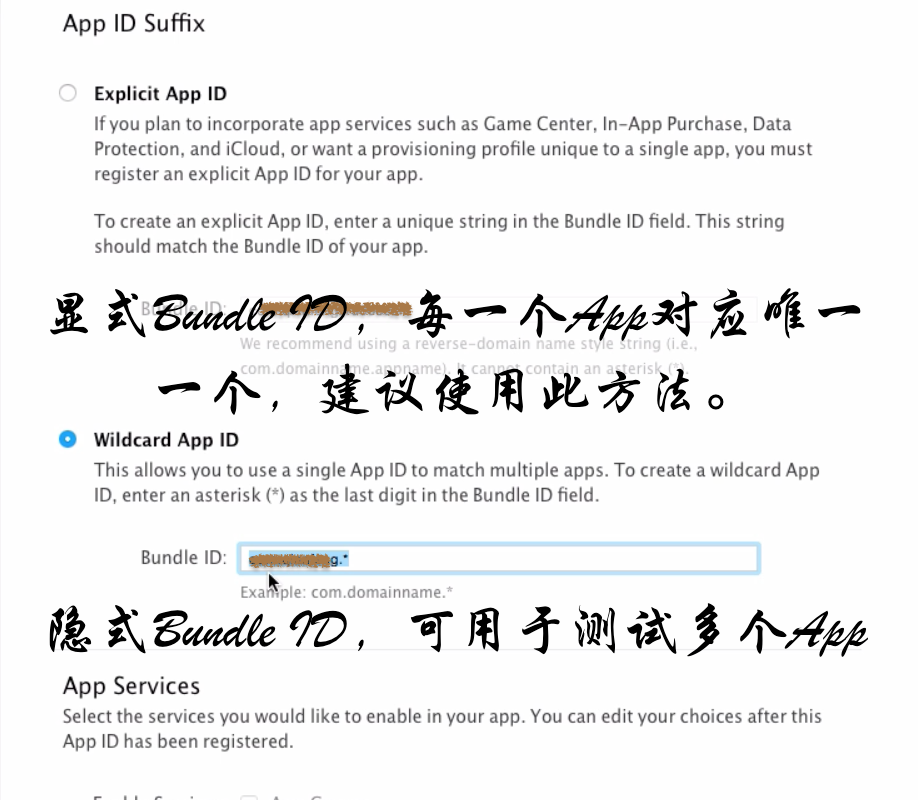 App ID Suffix
Explicit App ID
If you plan to incorporate app services such as Game Center, In-App Purchase, Data
Protection, and iCloud, or want a provisioning profile unique to a single app, you must
register an explicit App ID for your app.
To create an explicit App ID, enter a unique string in the Bundle ID field. This string
should match the Bundle ID of your app.
Bundle ID:
显式Bundle ID，每一个App对应唯一
We recommend using a reverse-domain name style string (i.e.,
com.domainname.appname). It cannot contain an asterisk (*).
一个，建议使用此方法。
Wildcard App ID
This allows you to use a single App ID to match multiple apps. To create a wildcard App
ID, enter an asterisk (*) as the last digit in the Bundle ID field.
Bundle ID: g.*
Example: com.domainname.*
隐式Bundle ID，可用于测试多个App
App Services
Select the services you would like to enable in your app. You can edit your choices after this
App ID has been registered.